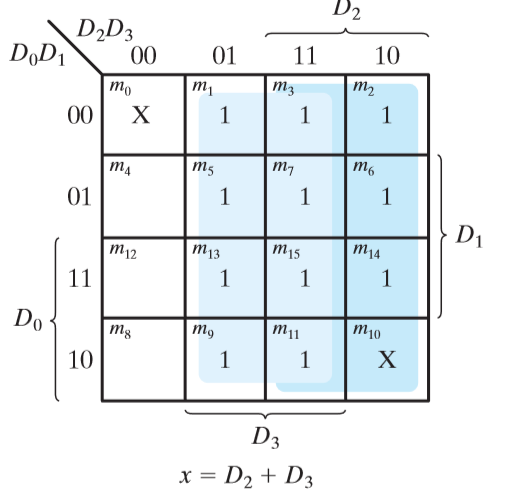 D₂
D₂D₃
D₀D₁ 00 01 11 10
00 m₀ X m₁ 1 m₃ 1 m₂ 1
01 m₄ m₅ 1 m₇ 1 m₆ 1
D₁
11 m₁₂ m₁₃ 1 m₁₅ 1 m₁₄ 1
D₀
10 m₈ m₉ 1 m₁₁ 1 m₁₀ X
D₃
x = D₂ + D₃